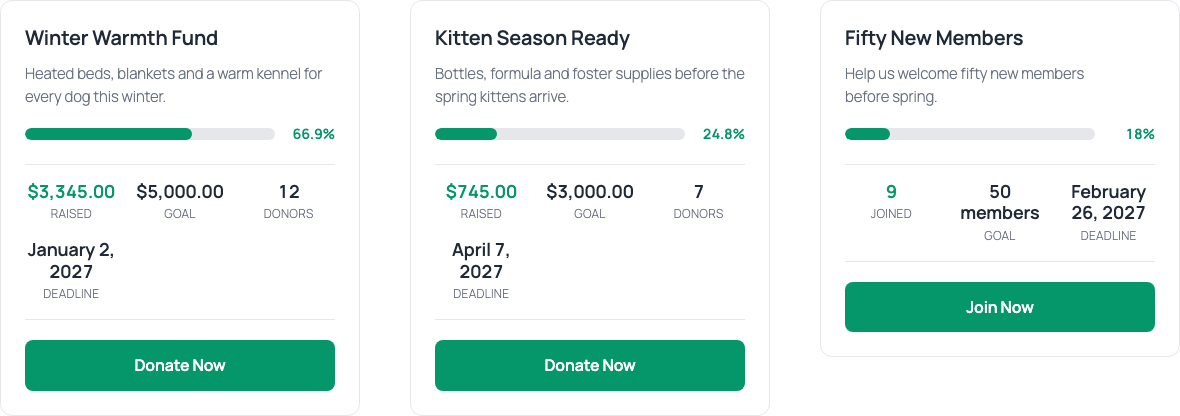 Winter Warmth Fund
Heated beds, blankets and a warm kennel for
every dog this winter.
66.9%
$3,345.00 $5,000.00 12
RAISED GOAL DONORS
January 2,
2027
DEADLINE
Donate Now
Kitten Season Ready
Bottles, formula and foster supplies before the
spring kittens arrive.
24.8%
$745.00 $3,000.00 7
RAISED GOAL DONORS
April 7,
2027
DEADLINE
Donate Now
Fifty New Members
Help us welcome fifty new members
before spring.
18%
9
JOINED
50
members
GOAL
February
26, 2027
DEADLINE
Join Now